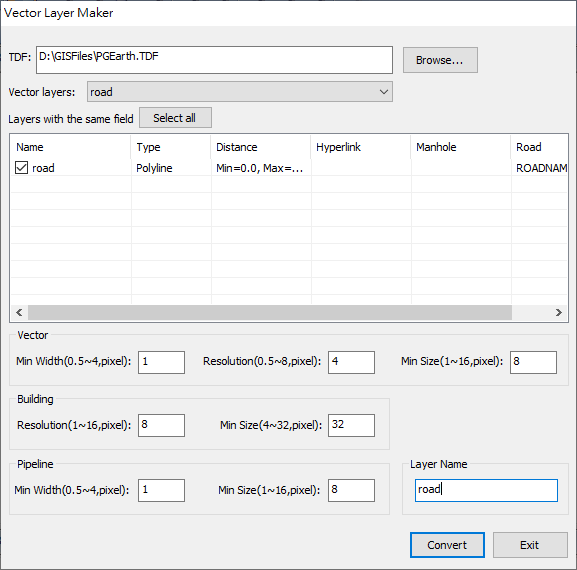 Vector Layer Maker
TDF: D:\GISFiles\PGEarth.TDF Browse...
Vector layers: road
Layers with the same field Select all
Name Type Distance Hyperlink Manhole Road
road Polyline Min=0.0, Max=... ROADNAM
Vector
Min Width(0.5~4,pixel): 1 Resolution(0.5~8,pixel): 4 Min Size(1~16,pixel): 8
Building
Resolution(1~16,pixel): 8 Min Size(4~32,pixel): 32
Pipeline Layer Name
Min Width(0.5~4,pixel): 1 Min Size(1~16,pixel): 8 road
Convert Exit